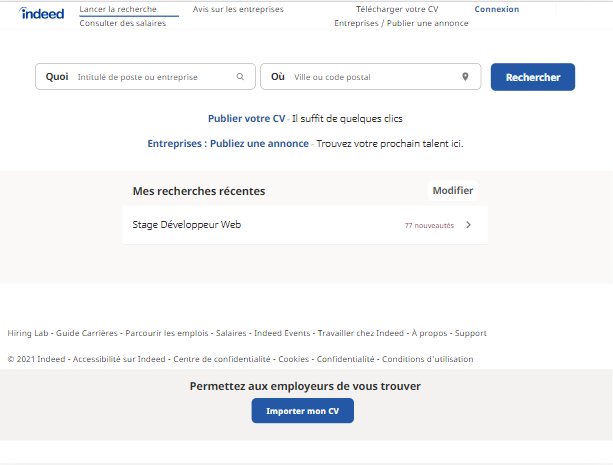 indeed
Lancer la recherche Avis sur les entreprises Télécharger votre CV Connexion
Consulter des salaires Entreprises / Publier une annonce
Quoi Intitulé de poste ou entreprise Où Ville ou code postal Rechercher
Publier votre CV - Il suffit de quelques clics
Entreprises : Publiez une annonce - Trouvez votre prochain talent ici.
Mes recherches récentes Modifier
Stage Développeur Web 77 nouveautés
Hiring Lab - Guide Carrières - Parcourir les emplois - Salaires - Indeed Events - Travailler chez Indeed - À propos - Support
© 2021 Indeed - Accessibilité sur Indeed - Centre de confidentialité - Cookies - Confidentialité - Conditions d'utilisation
Permettez aux employeurs de vous trouver
Importer mon CV